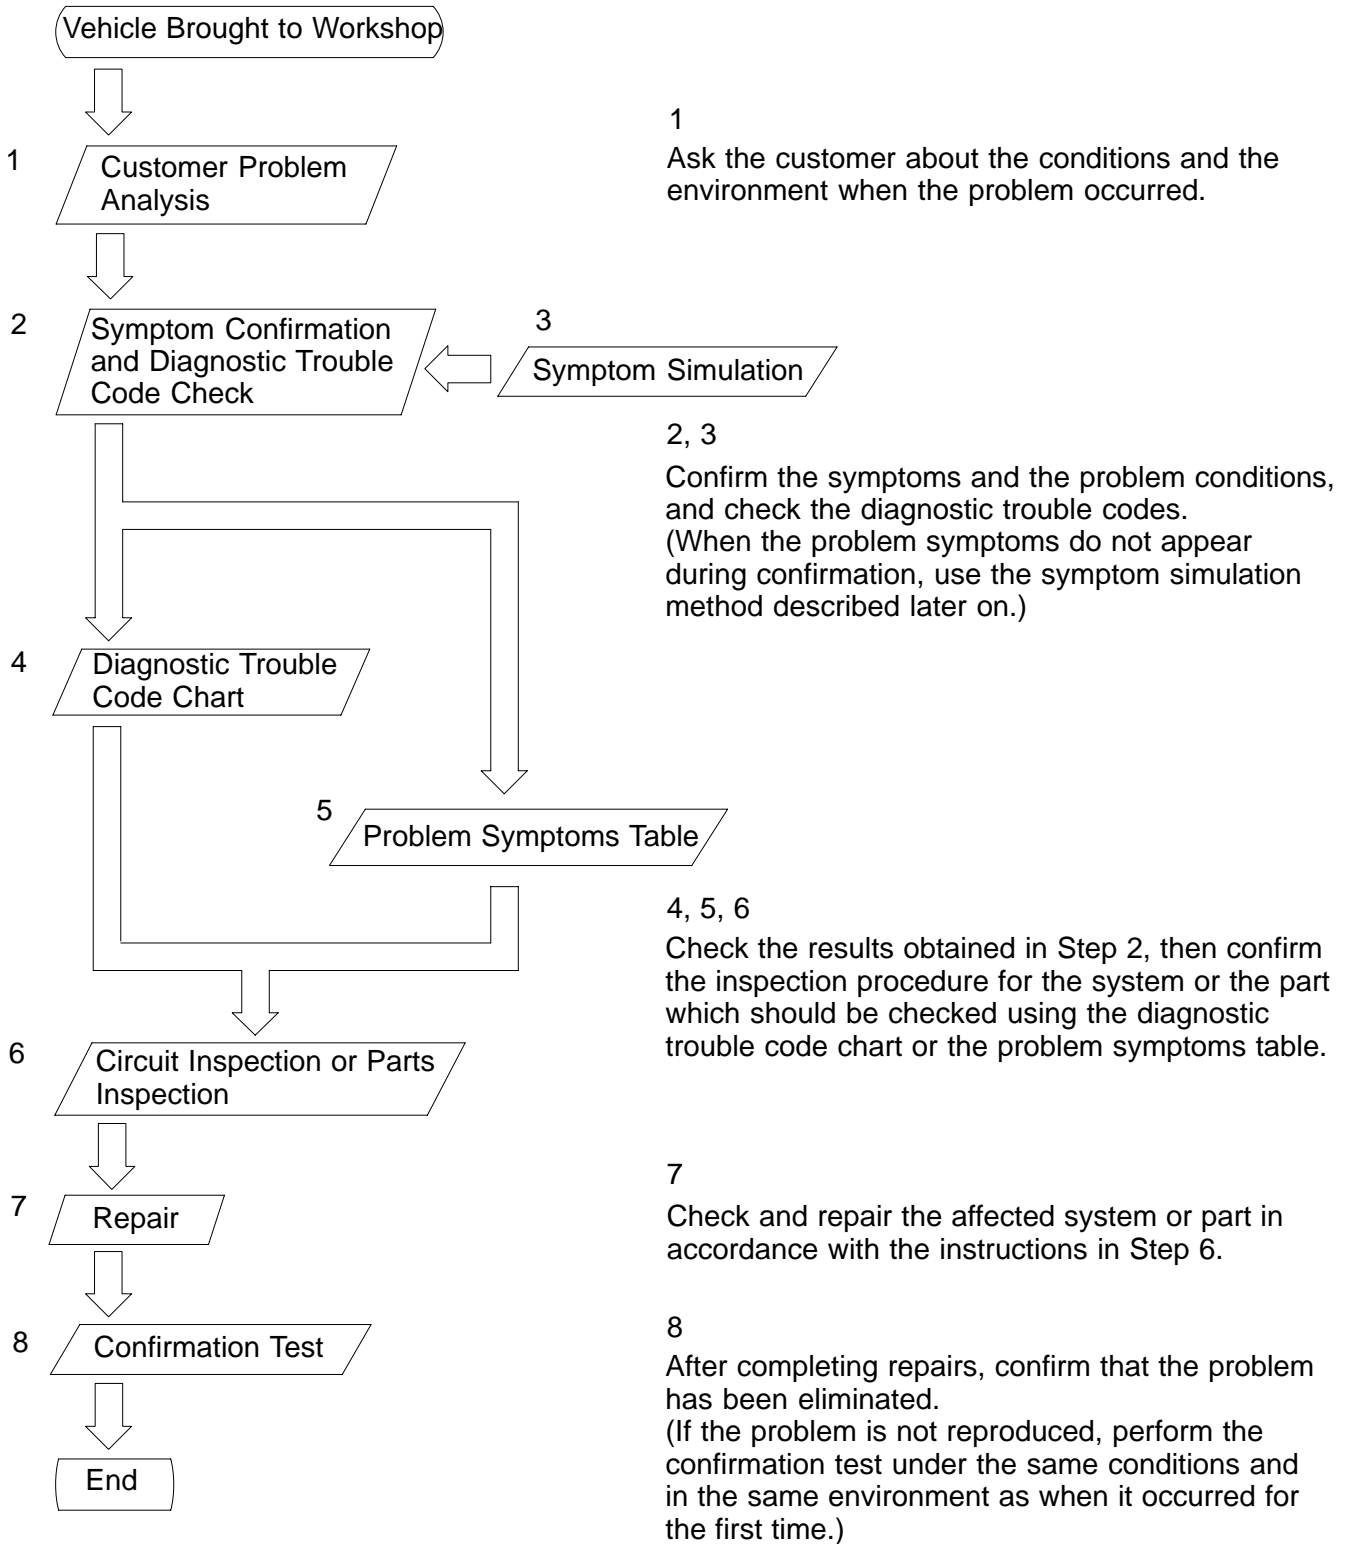 Vehicle Brought to Workshop
1
Customer Problem
Analysis
1
Ask the customer about the conditions and the
environment when the problem occurred.
2
Symptom Confirmation
and Diagnostic Trouble
Code Check
3
Symptom Simulation
2, 3
Confirm the symptoms and the problem conditions,
and check the diagnostic trouble codes.
(When the problem symptoms do not appear
during confirmation, use the symptom simulation
method described later on.)
4
Diagnostic Trouble
Code Chart
5
Problem Symptoms Table
4, 5, 6
Check the results obtained in Step 2, then confirm
the inspection procedure for the system or the part
which should be checked using the diagnostic
trouble code chart or the problem symptoms table.
6
Circuit Inspection or Parts
Inspection
7
Repair
7
Check and repair the affected system or part in
accordance with the instructions in Step 6.
8
Confirmation Test
8
After completing repairs, confirm that the problem
has been eliminated.
(If the problem is not reproduced, perform the
confirmation test under the same conditions and
in the same environment as when it occurred for
the first time.)
End